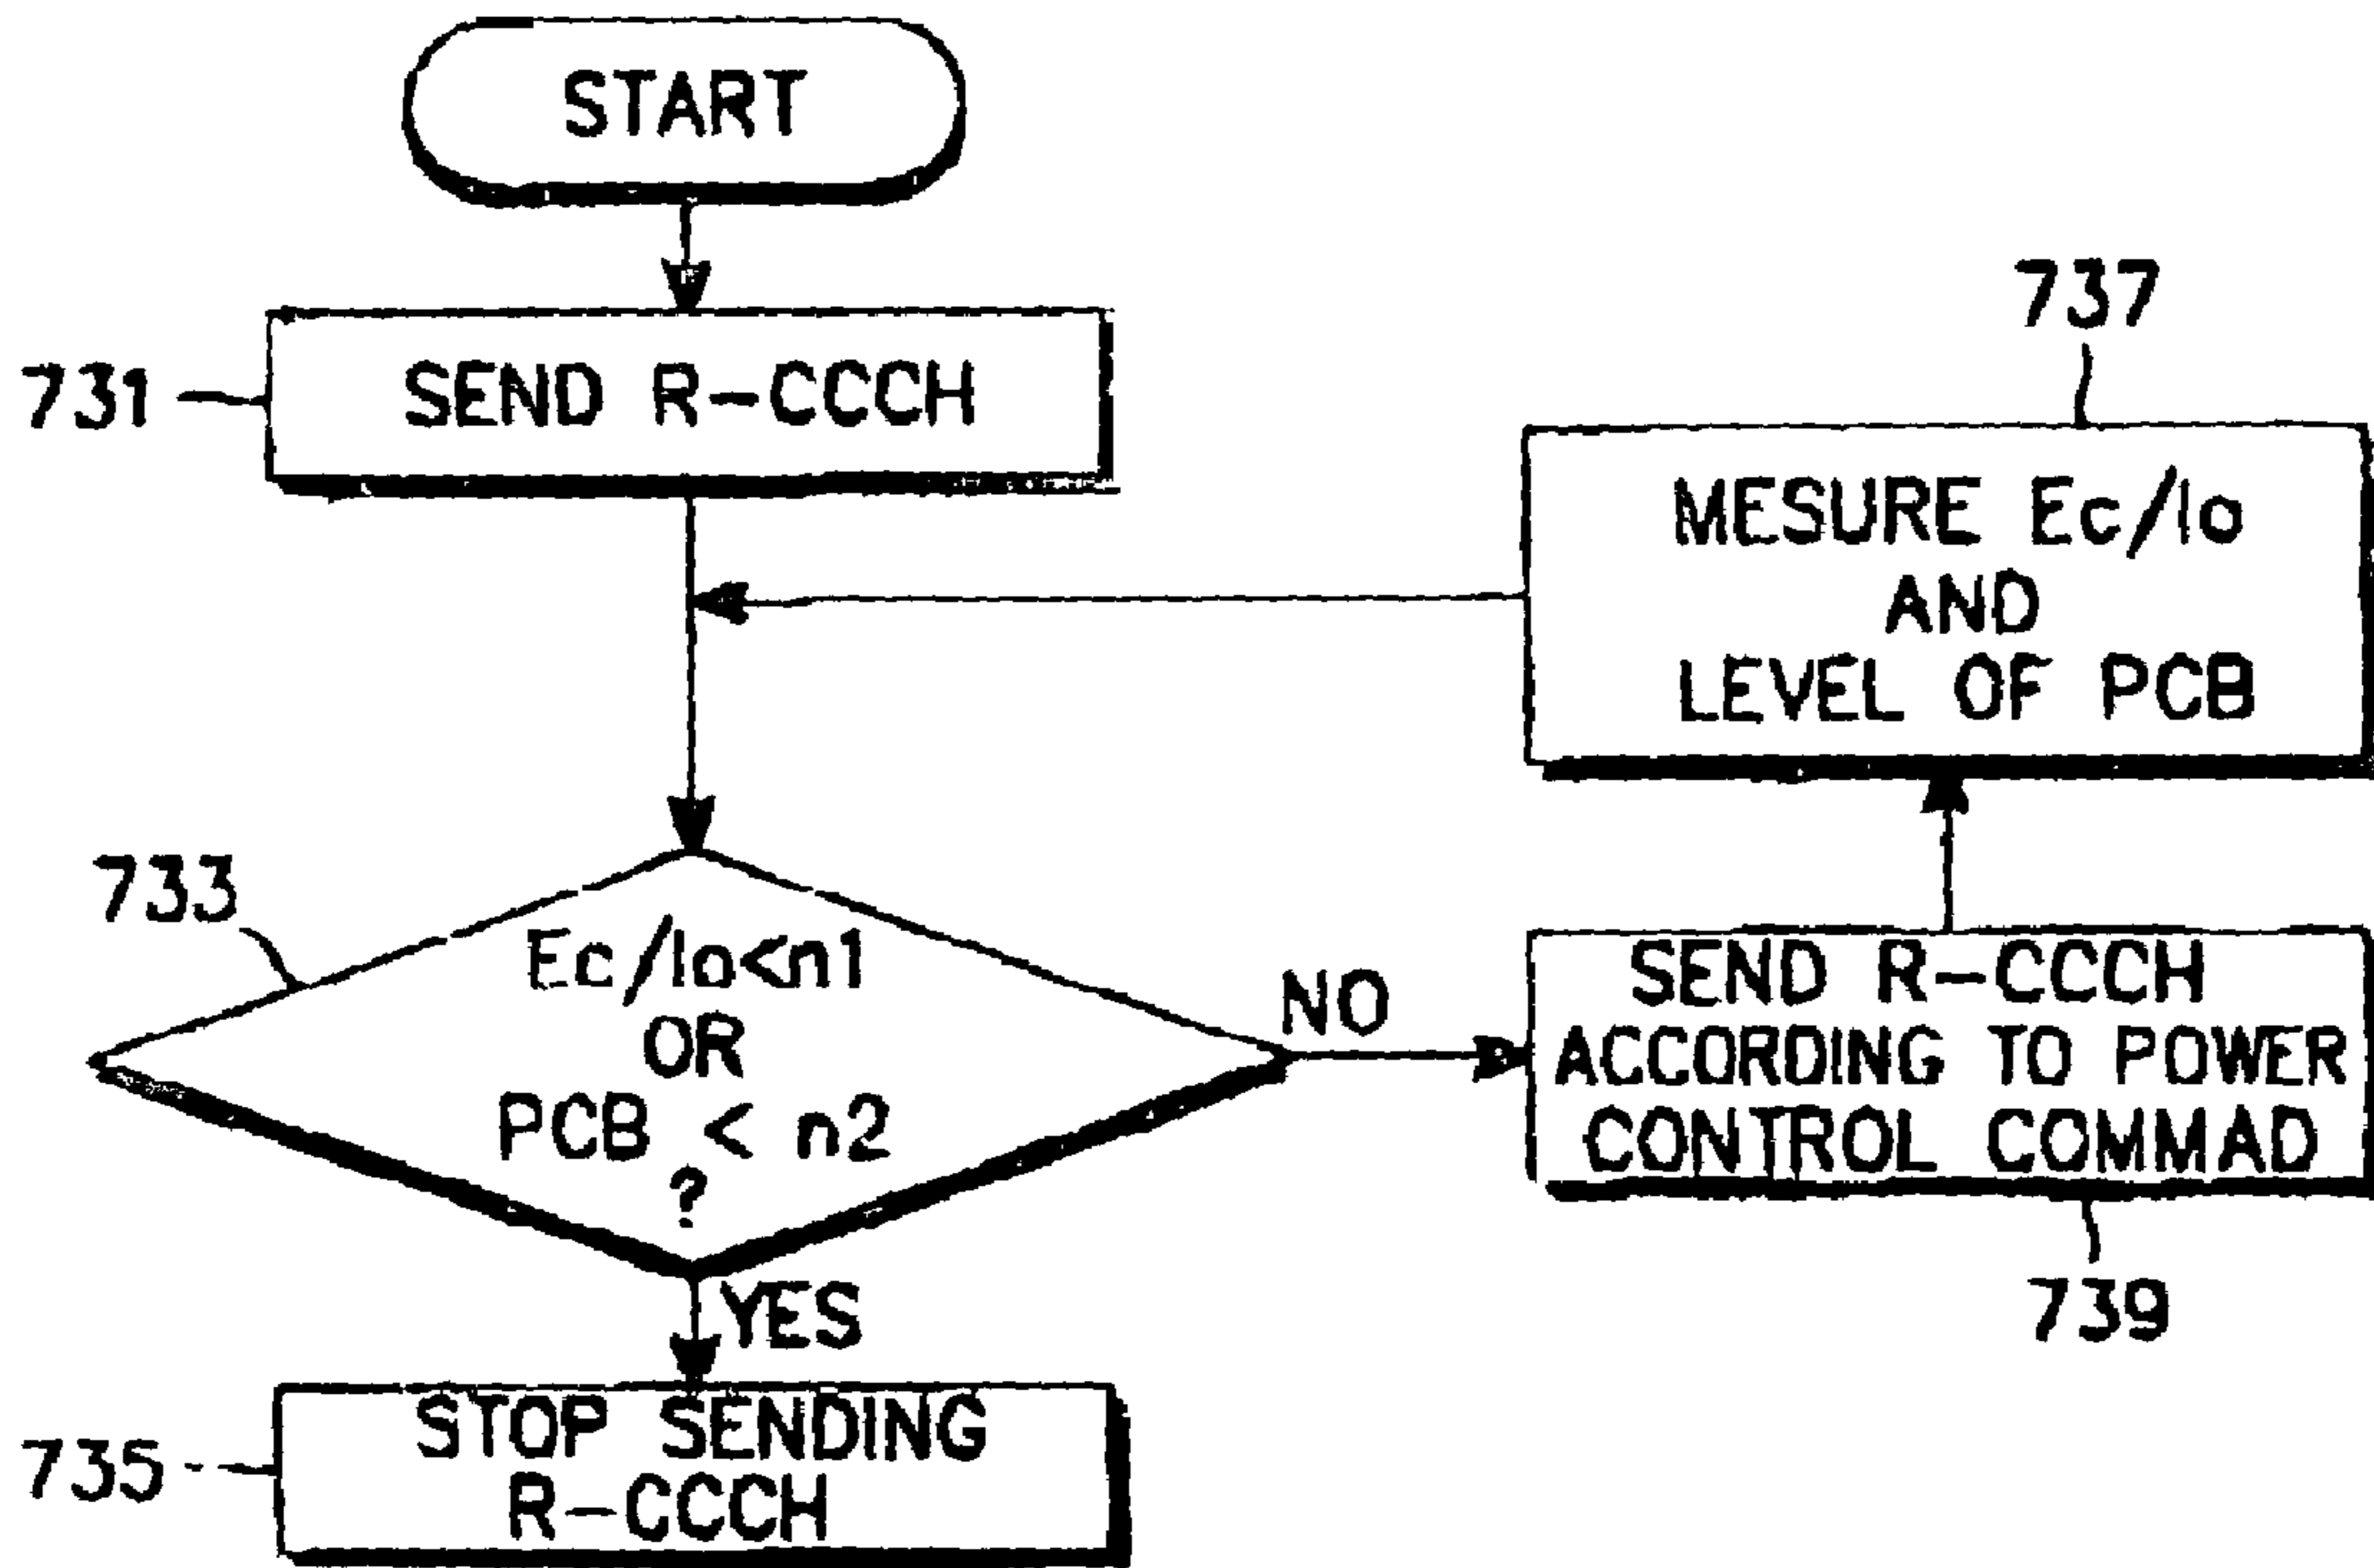 START
731
SEND R-CCCH
737
MESURE Ec/Io
AND
LEVEL OF PCB
733
Ec/Io<n1
OR
PCB < n2
?
NO
SEND R-CCCH
ACCORDING TO POWER
CONTROL COMMAD
739
YES
735
STOP SENDING
R-CCCH